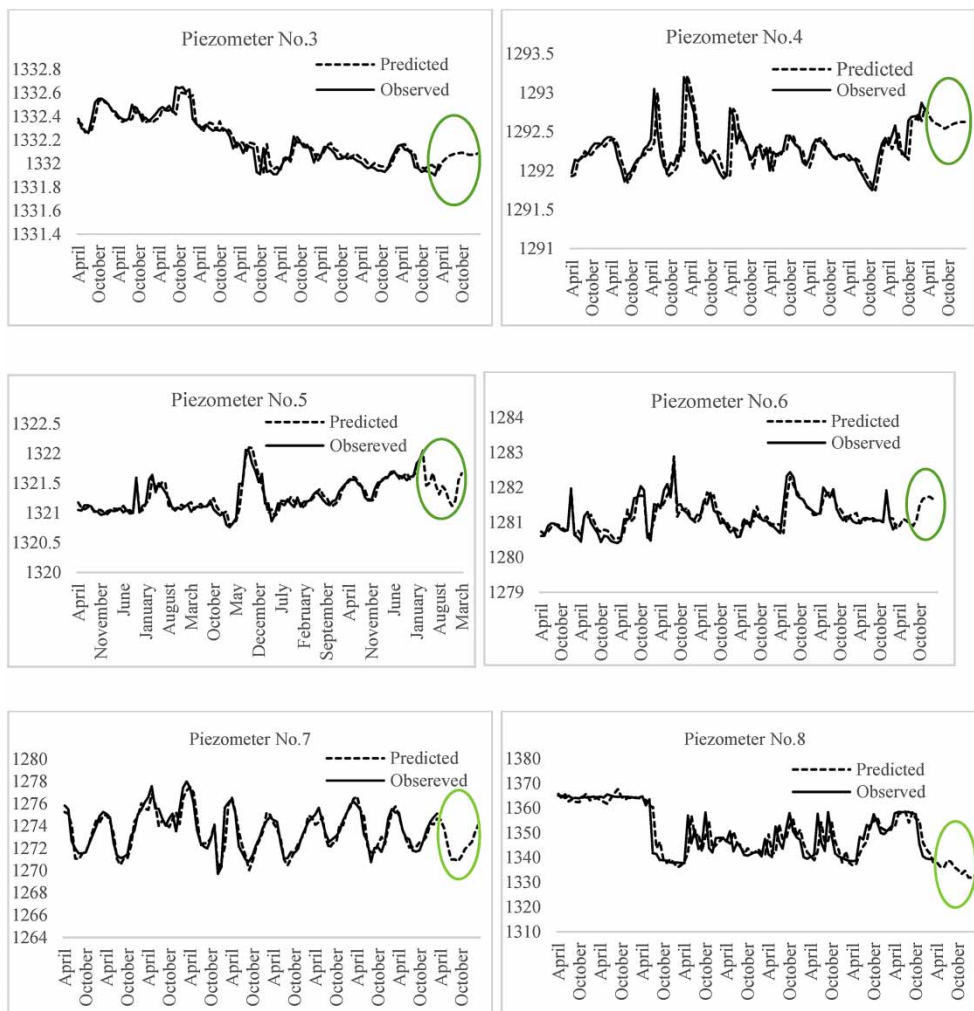 Piezometer No.3
Predicted
Observed
1332.8
1332.6
1332.4
1332.2
1332
1331.8
1331.6
1331.4
April
October
April
October
April
October
April
October
April
October
April
October
April
October
April
October
April
October
April
October
Piezometer No.4
Predicted
Observed
1293.5
1293
1292.5
1292
1291.5
1291
April
October
April
October
April
October
April
October
April
October
April
October
April
October
April
October
April
October
April
October
Piezometer No.5
Predicted
Obsereved
1322.5
1322
1321.5
1321
1320.5
1320
April
November
June
January
August
March
October
May
December
July
February
September
April
November
June
January
August
March
Piezometer No.6
Predicted
Observed
1284
1283
1282
1281
1280
1279
April
October
April
October
April
October
April
October
April
October
April
October
April
October
April
October
April
October
April
October
Piezometer No.7
Predicted
Obsereved
1280
1278
1276
1274
1272
1270
1268
1266
1264
April
October
April
October
April
October
April
October
April
October
April
October
April
October
April
October
April
October
April
October
Piezometer No.8
Predicted
Observed
1380
1370
1360
1350
1340
1330
1320
1310
April
October
April
October
April
October
April
October
April
October
April
October
April
October
April
October
April
October
April
October